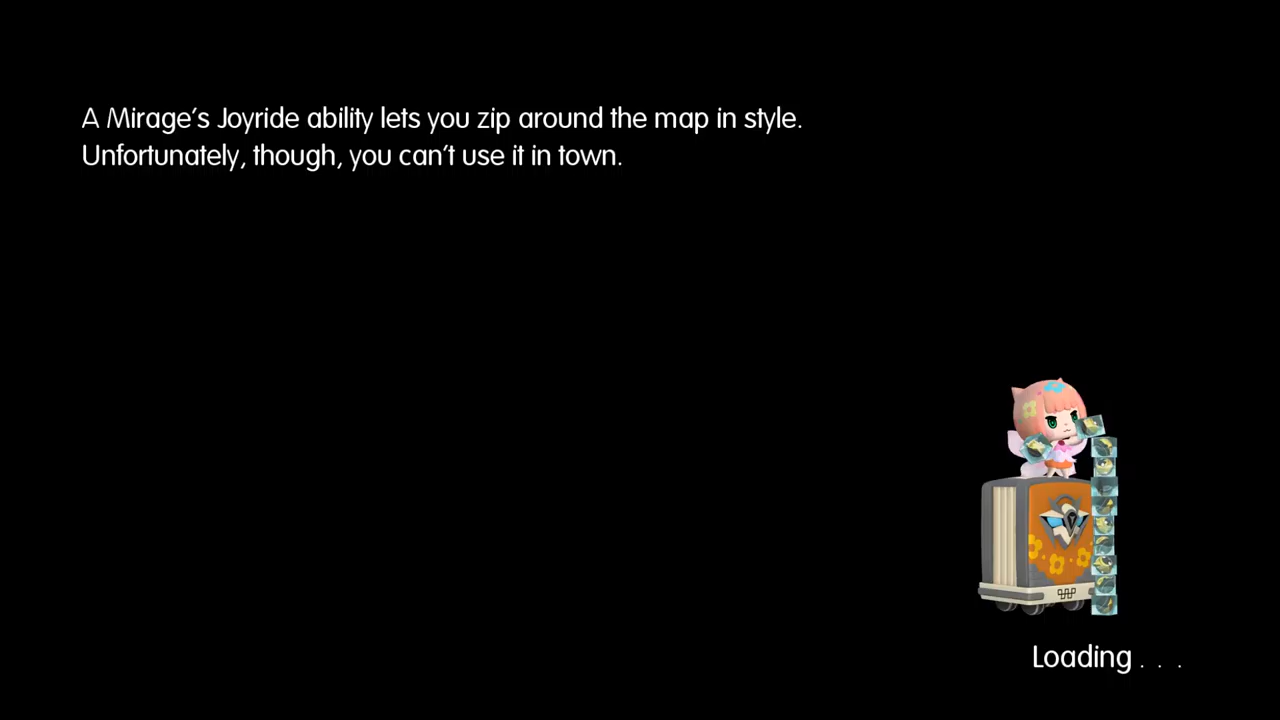 A Mirage's Joyride ability lets you zip around the map in style.
Unfortunately, though, you can't use it in town.
Loading . . .